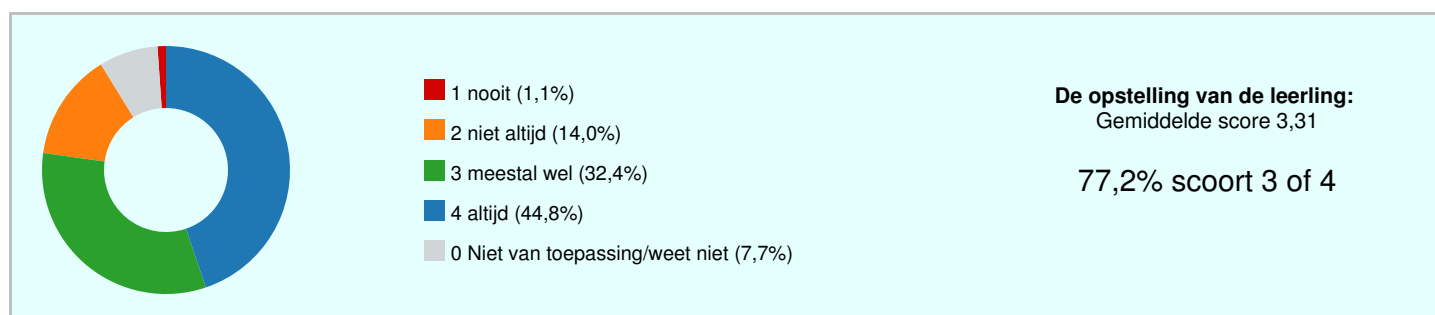 1 nooit (1,1%)
2 niet altijd (14,0%)
3 meestal wel (32,4%)
4 altijd (44,8%)
0 Niet van toepassing/weet niet (7,7%)
De opstelling van de leerling:
Gemiddelde score 3,31
77,2% scoort 3 of 4